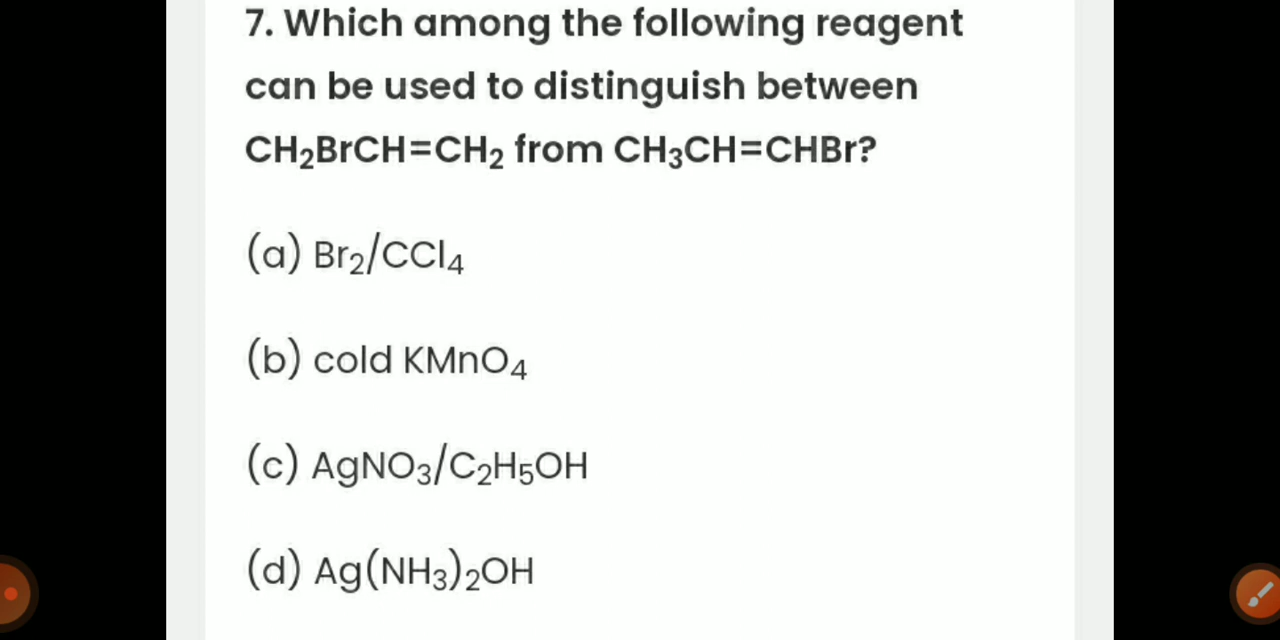 7. Which among the following reagent
can be used to distinguish between
CH₂BrCH=CH₂ from CH₃CH=CHBr?
(a) Br₂/CCl₄
(b) cold KMnO₄
(c) AgNO₃/C₂H₅OH
(d) Ag(NH₃)₂OH